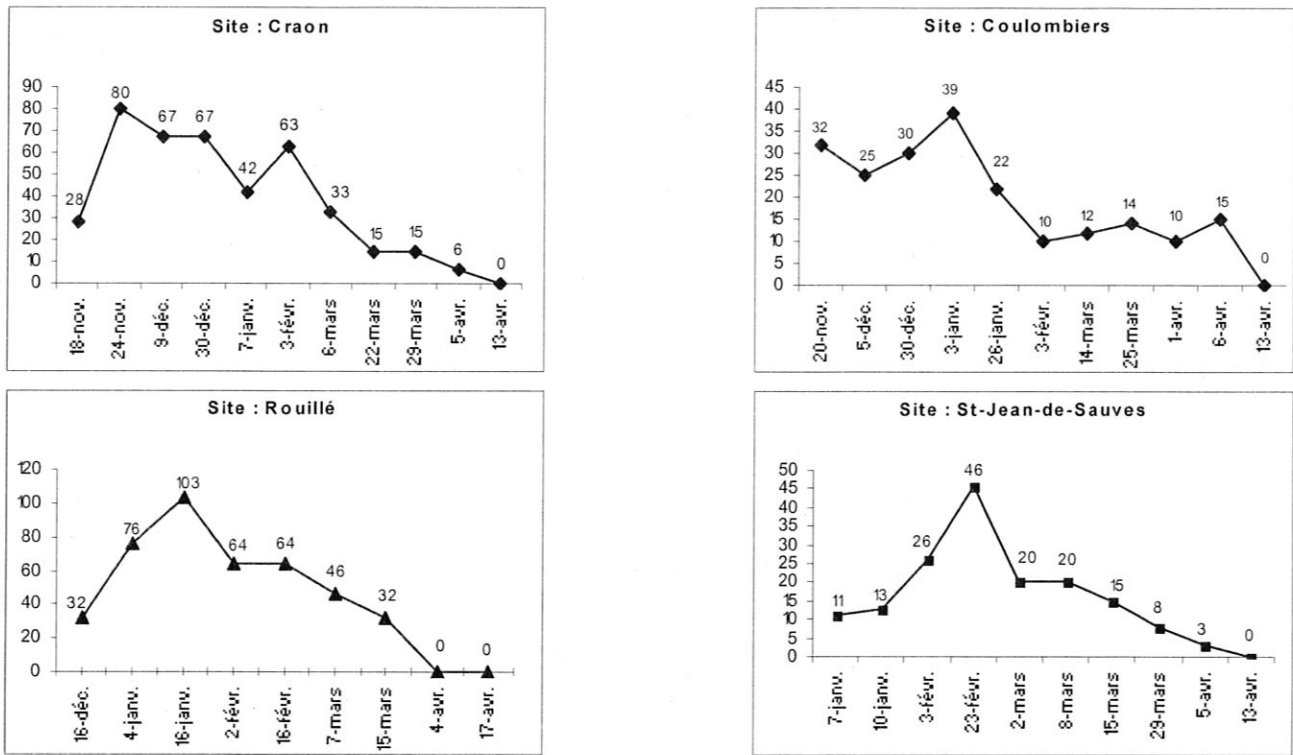 Site : Craon
90
80
70
60
50
40
30
20
10
0
28
80
67
67
42
63
33
15
15
6
0
18-nov.
24-nov.
9-déc.
30-déc.
7-janv.
3-févr.
6-mars
22-mars
29-mars
5-avr.
13-avr.
Site : Coulombiers
45
40
35
30
25
20
15
10
5
0
32
25
30
39
22
10
12
14
10
15
0
20-nov.
5-déc.
30-déc.
3-janv.
26-janv.
3-févr.
14-mars
25-mars
1-avr.
6-avr.
13-avr.
Site : Rouillé
120
100
80
60
40
20
0
32
76
103
64
64
46
32
0
0
16-déc.
4-janv.
16-janv.
2-févr.
16-févr.
7-mars
15-mars
4-avr.
17-avr.
Site : St-Jean-de-Sauves
50
45
40
35
30
25
20
15
10
5
0
11
13
26
46
20
20
15
8
3
0
7-janv.
10-janv.
3-févr.
23-févr.
2-mars
8-mars
15-mars
29-mars
5-avr.
13-avr.